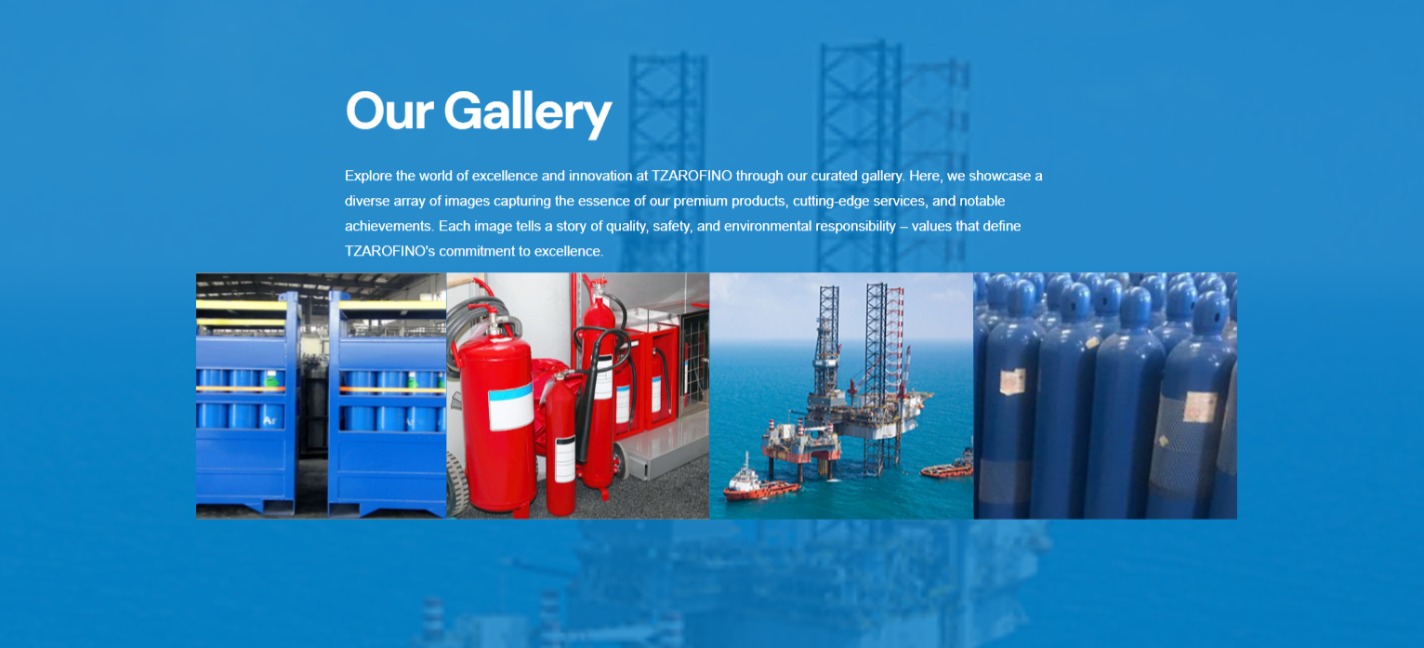 Our Gallery
Explore the world of excellence and innovation at TZAROFINO through our curated gallery. Here, we showcase a
diverse array of images capturing the essence of our premium products, cutting-edge services, and notable
achievements. Each image tells a story of quality, safety, and environmental responsibility – values that define
TZAROFINO's commitment to excellence.
Ar